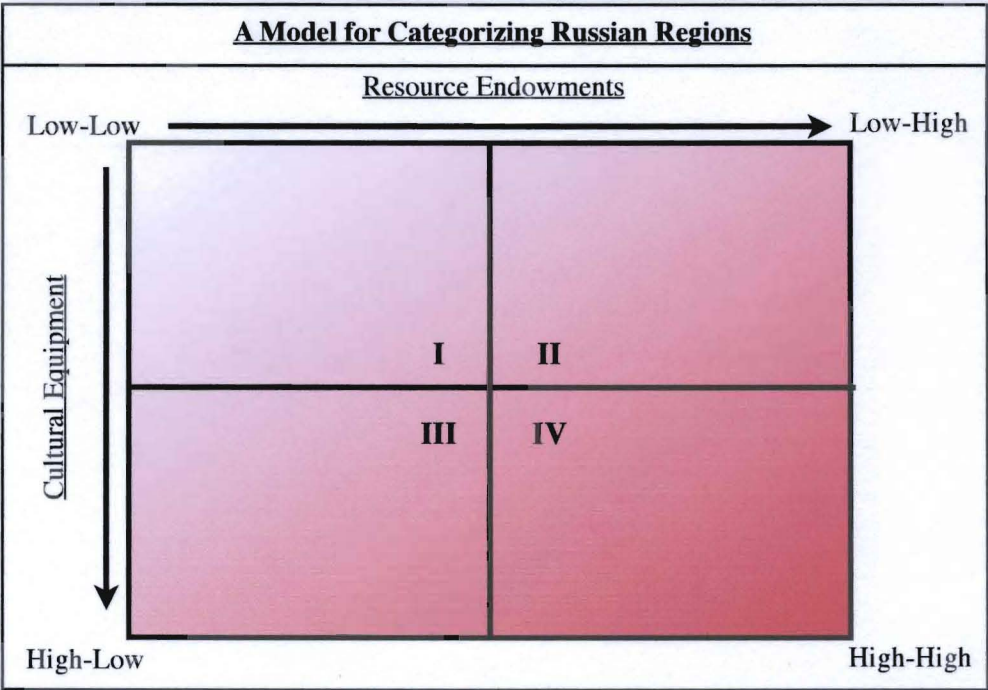 A Model for Categorizing Russian Regions
Resource Endowments
Low-Low
Low-High
Cultural Equipment
I
II
III
IV
High-Low
High-High